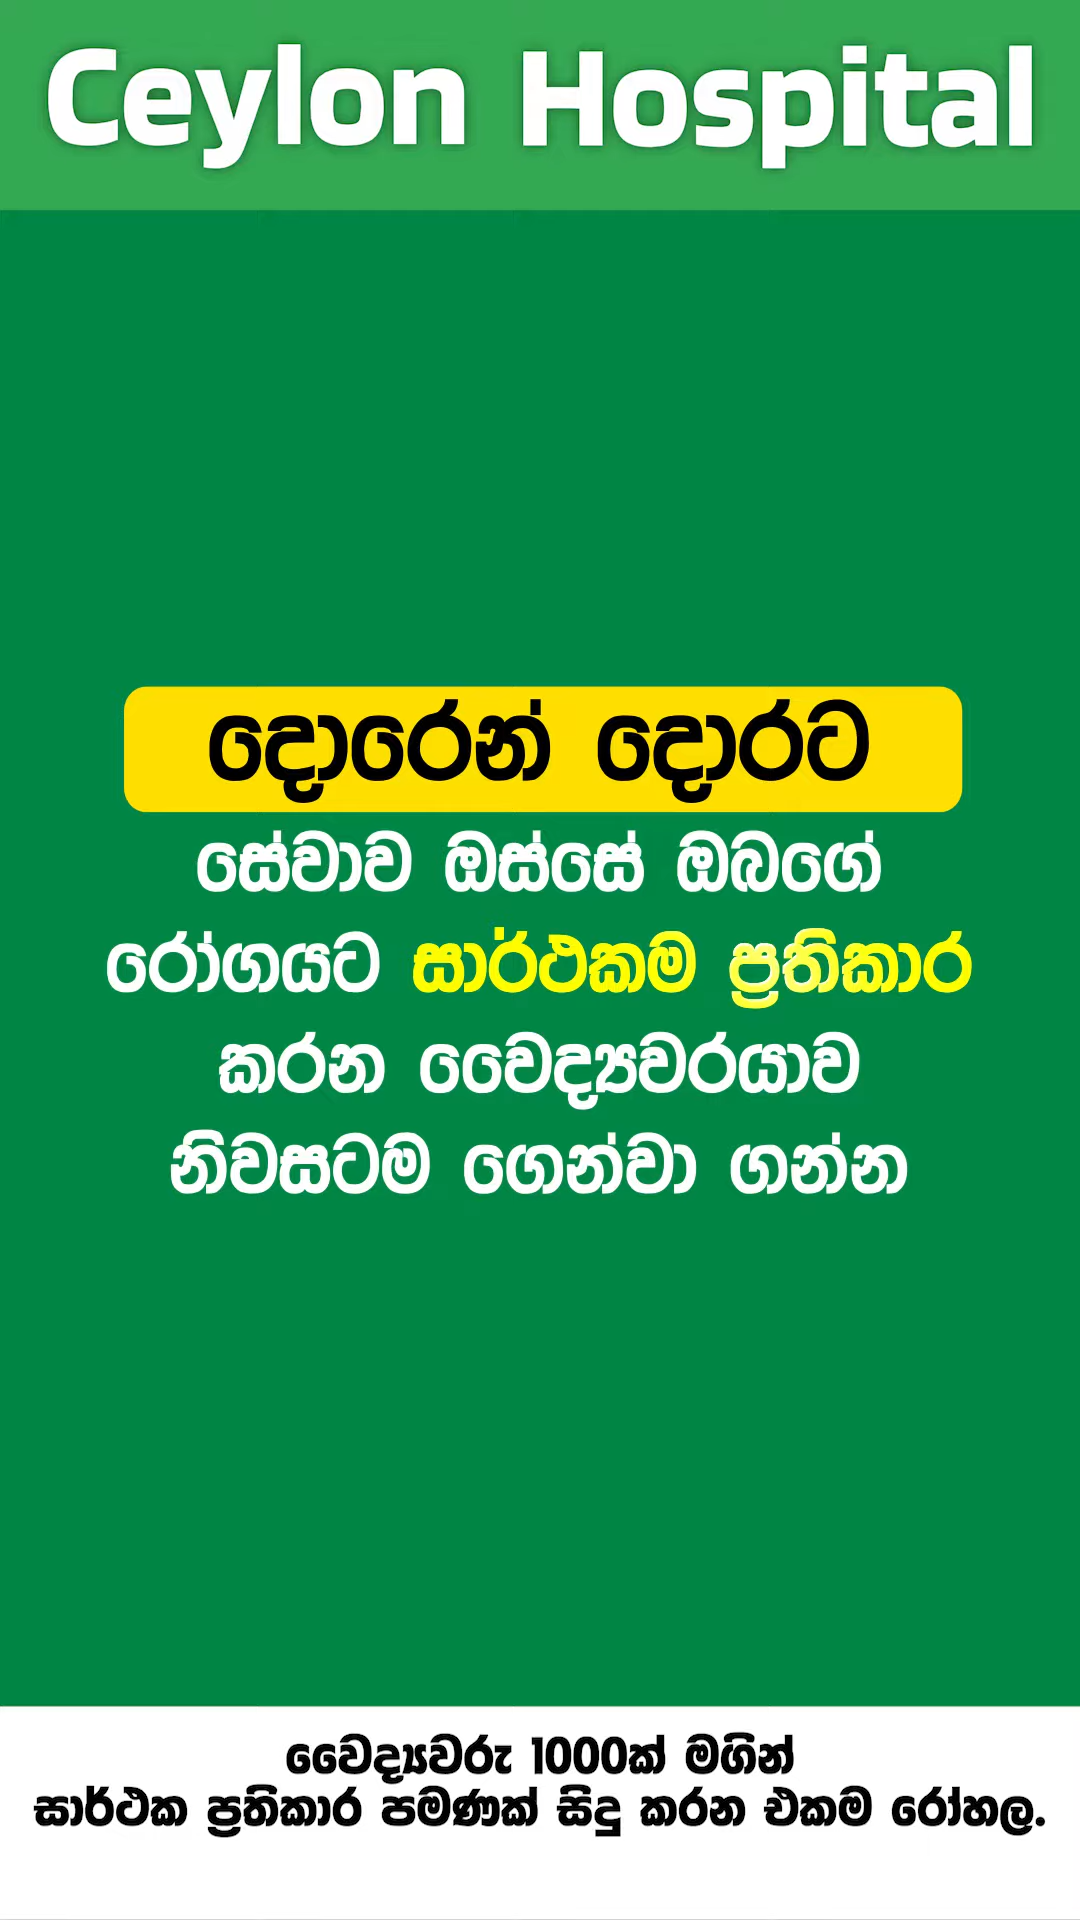 Ceylon Hospital
දොරෙන් දොරට
සේවාව ඔස්සේ ඔබගේ
රෝගයට සාර්ථකම ප්‍රතිකාර
කරන වෛද්‍යවරයාව
නිවසටම ගෙන්වා ගන්න
වෛද්‍යවරු 1000ක් මගින්
සාර්ථක ප්‍රතිකාර පමණක් සිදු කරන එකම රෝහල.